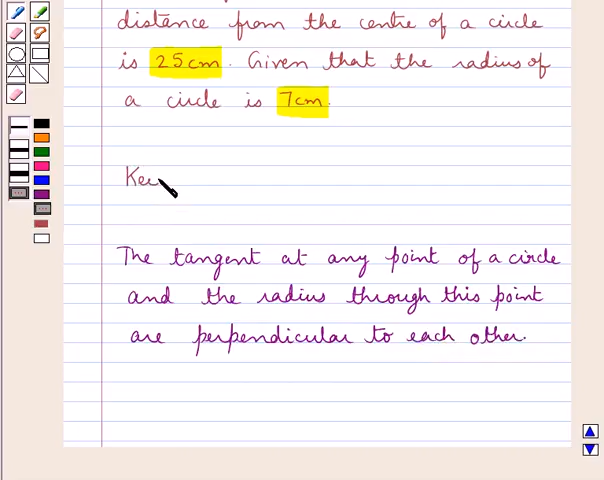 distance from the centre of a circle
is 25cm. Given that the radius of
a circle is 7cm.
Kee
The tangent at any point of a circle
and the radius through this point
are perpendicular to each other.